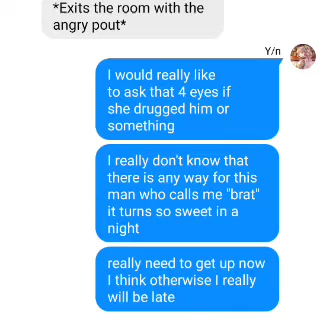 *Exits the room with the
angry pout*
Y/n
I would really like
to ask that 4 eyes if
she drugged him or
something
I really don't know that
there is any way for this
man who calls me "brat"
it turns so sweet in a
night
really need to get up now
I think otherwise I really
will be late